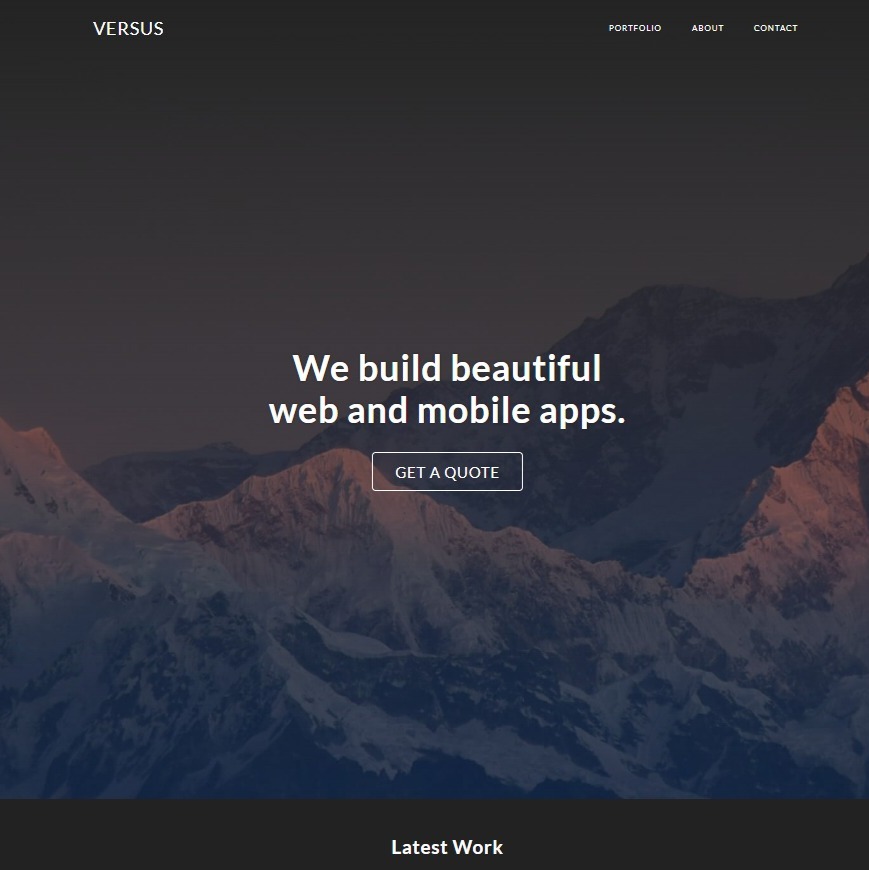 VERSUS
PORTFOLIO ABOUT CONTACT
We build beautiful
web and mobile apps.
GET A QUOTE
Latest Work